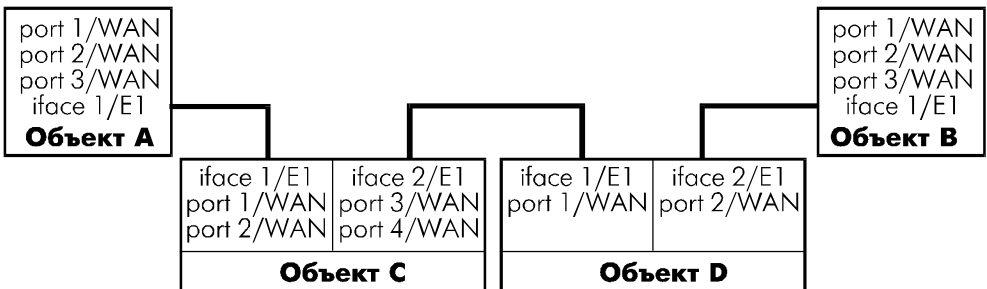 port 1/WAN
port 2/WAN
port 3/WAN
iface 1/E1
Объект A
port 1/WAN
port 2/WAN
port 3/WAN
iface 1/E1
Объект B
iface 1/E1
port 1/WAN
port 2/WAN
iface 2/E1
port 3/WAN
port 4/WAN
Объект C
iface 1/E1
port 1/WAN
iface 2/E1
port 2/WAN
Объект D